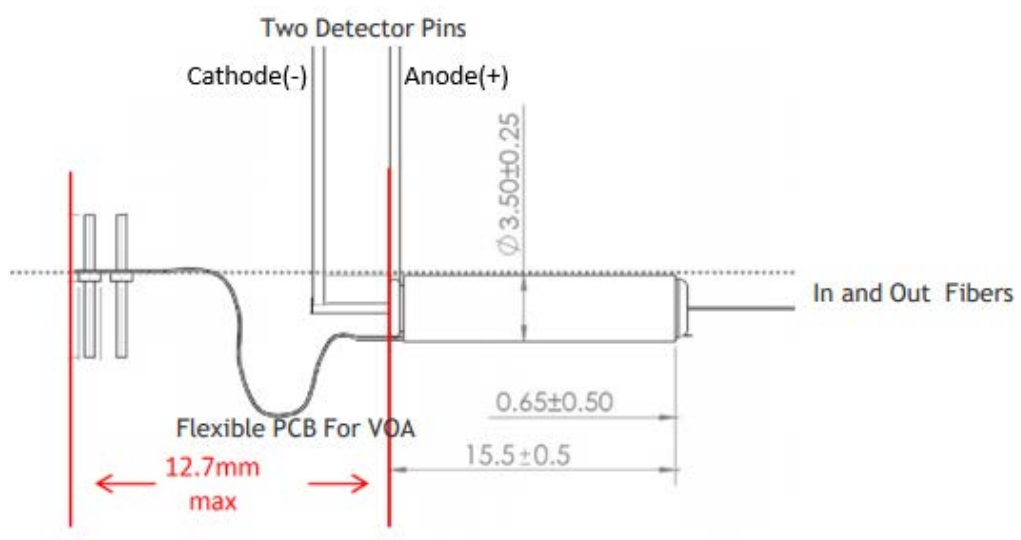 Two Detector Pins
Cathode(-)
Anode(+)
Ø3.50±0.25
In and Out Fibers
0.65±0.50
Flexible PCB For VOA
15.5±0.5
12.7mm
max